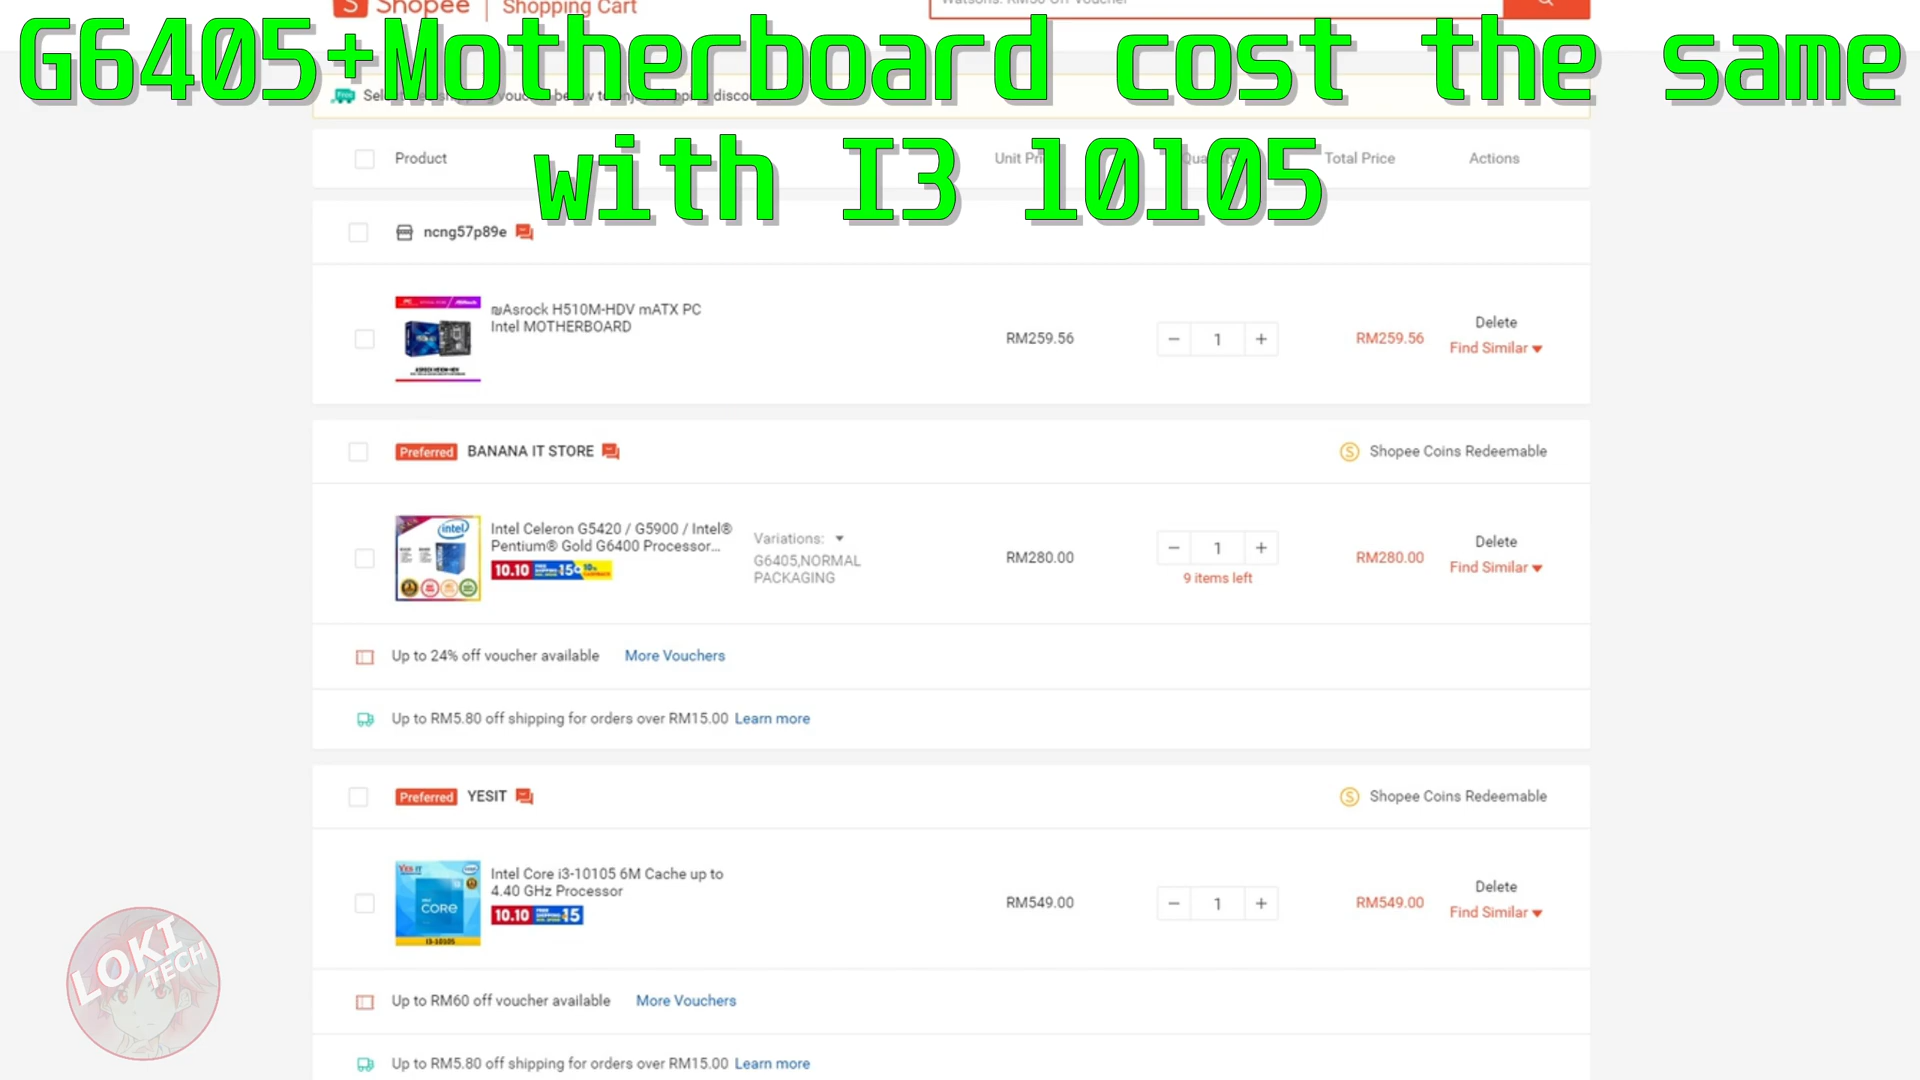 Shopee | Shopping Cart
G6405+Motherboard cost the same
with I3 10105
Product
Total Price
Actions
ncng57p89e
₪Asrock H510M-HDV mATX PC
Intel MOTHERBOARD
RM259.56
1
RM259.56
Delete
Find Similar
Preferred
BANANA IT STORE
Shopee Coins Redeemable
intel
Intel Celeron G5420 / G5900 / Intel®
Pentium® Gold G6400 Processor...
10.10
Variations:
G6405,NORMAL
PACKAGING
RM280.00
1
9 items left
RM280.00
Delete
Find Similar
Up to 24% off voucher available
More Vouchers
Up to RM5.80 off shipping for orders over RM15.00 Learn more
Preferred
YESIT
Shopee Coins Redeemable
CORE
I3-10105
Intel Core i3-10105 6M Cache up to
4.40 GHz Processor
10.10
RM549.00
1
RM549.00
Delete
Find Similar
Up to RM60 off voucher available
More Vouchers
Up to RM5.80 off shipping for orders over RM15.00 Learn more
LOKI
TECH